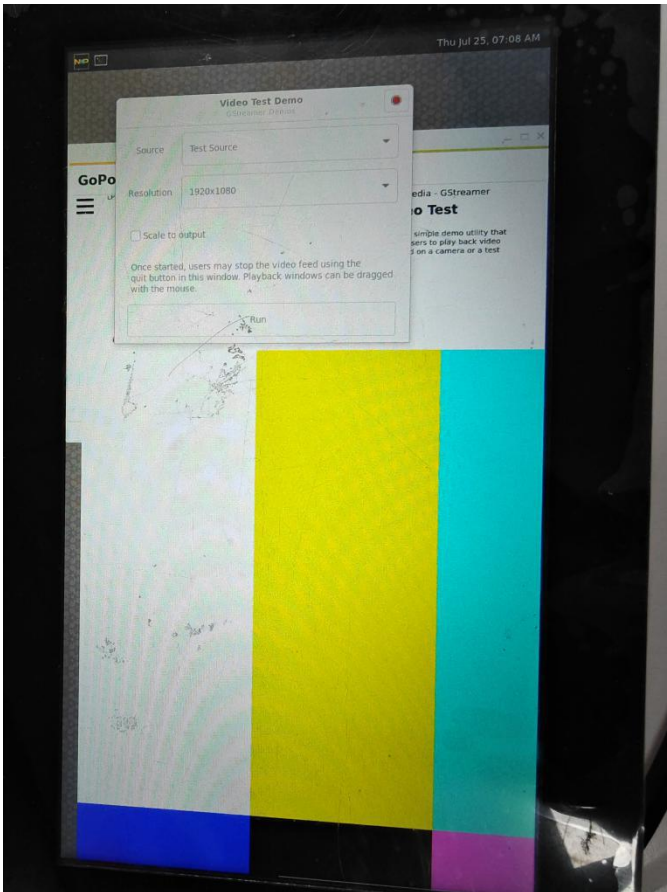 NXP
Thu Jul 25, 07:08 AM
Video Test Demo
GStreamer Demos
Source
Test Source
GoPo
Resolution
1920x1080
edia - GStreamer
o Test
Scale to output
simple demo utility that
sers to play back video
on a camera or a test
Once started, users may stop the video feed using the
quit button in this window. Playback windows can be dragged
with the mouse.
Run